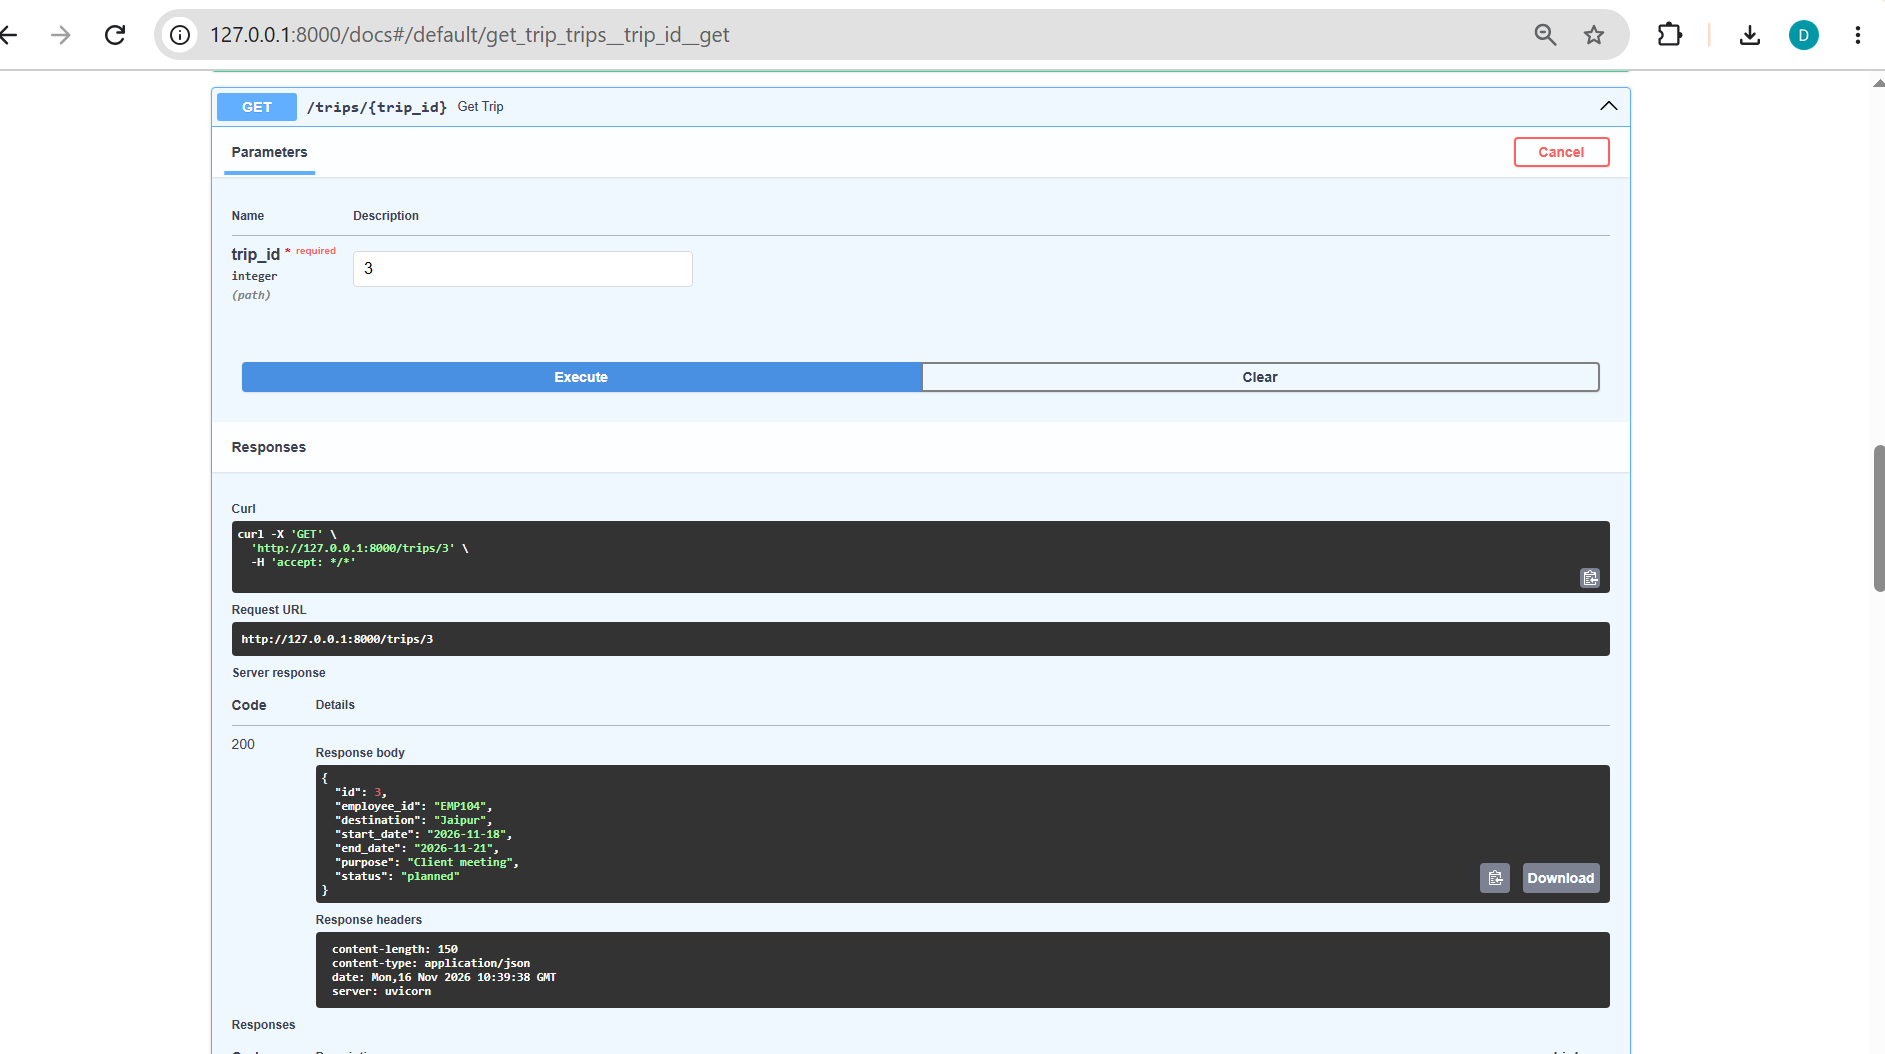 127.0.0.1:8000/docs#/default/get_trip_trips__trip_id__get
D
GET /trips/{trip_id} Get Trip
Parameters
Cancel
Name Description
trip_id * required
integer
(path)
3
Execute
Clear
Responses
Curl
curl -X 'GET' \
'http://127.0.0.1:8000/trips/3' \
-H 'accept: */*'
Request URL
http://127.0.0.1:8000/trips/3
Server response
Code Details
200
Response body
{
"id": 3,
"employee_id": "EMP104",
"destination": "Jaipur",
"start_date": "2026-11-18",
"end_date": "2026-11-21",
"purpose": "Client meeting",
"status": "planned"
}
Download
Response headers
content-length: 150
content-type: application/json
date: Mon,16 Nov 2026 10:39:38 GMT
server: uvicorn
Responses